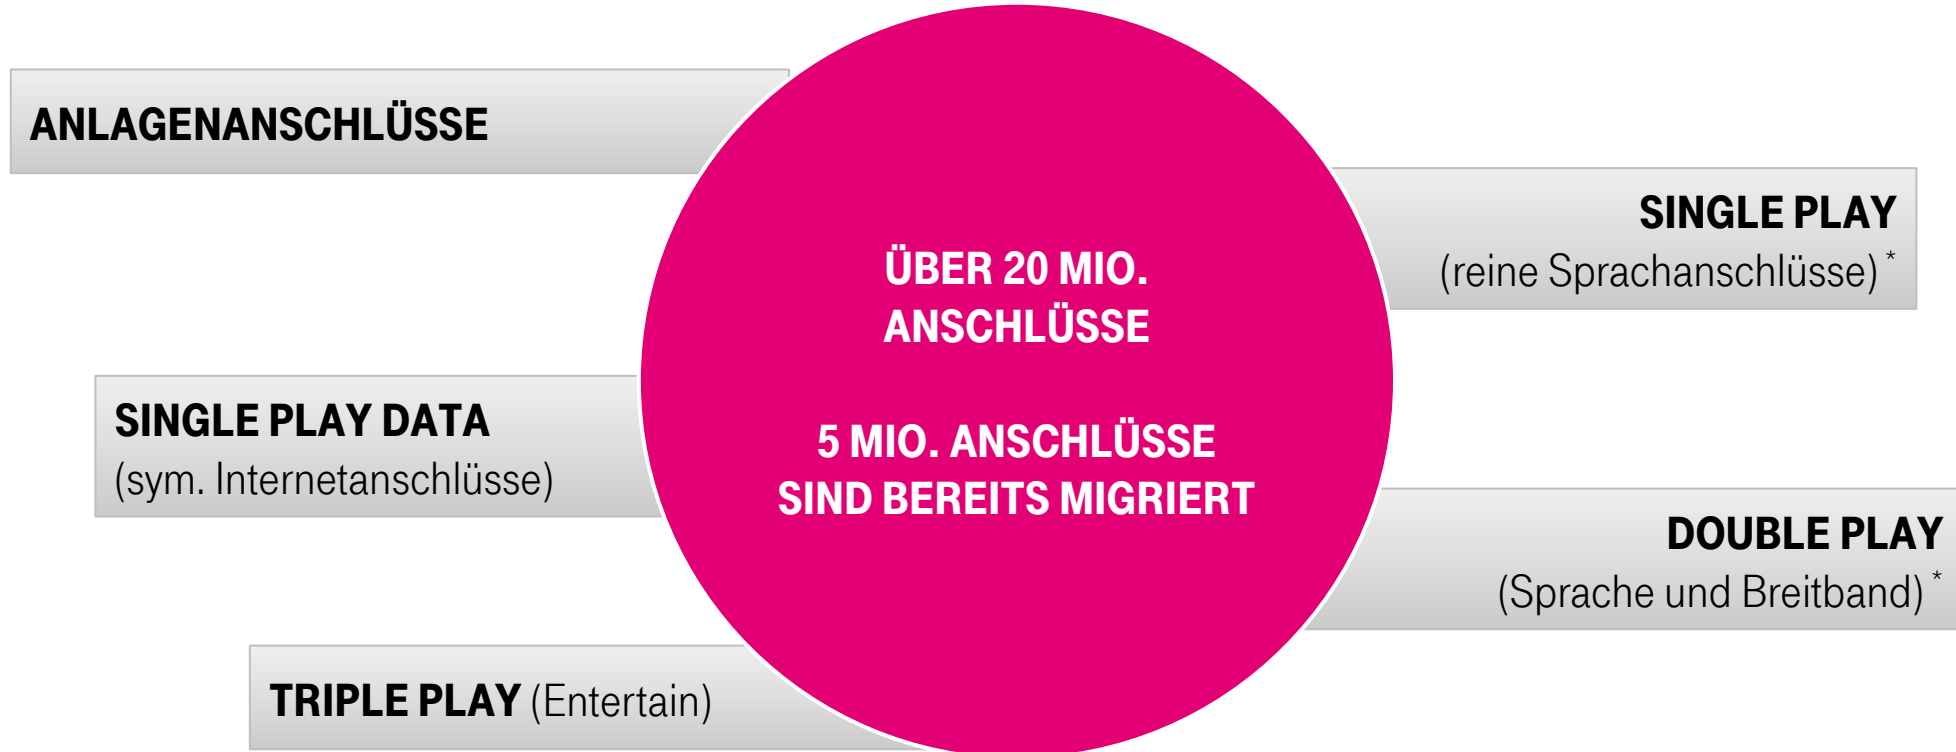 ANLAGENANSCHLÜSSE
SINGLE PLAY DATA
(sym. Internetanschlüsse)
TRIPLE PLAY (Entertain)
ÜBER 20 MIO.
ANSCHLÜSSE
5 MIO. ANSCHLÜSSE
SIND BEREITS MIGRIERT
SINGLE PLAY
(reine Sprachanschlüsse) *
DOUBLE PLAY
(Sprache und Breitband) *